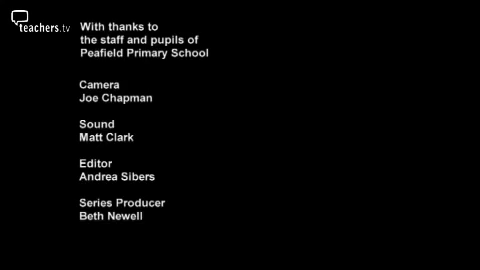 teachers.tv
With thanks to
the staff and pupils of
Peafield Primary School
Camera
Joe Chapman
Sound
Matt Clark
Editor
Andrea Sibers
Series Producer
Beth Newell